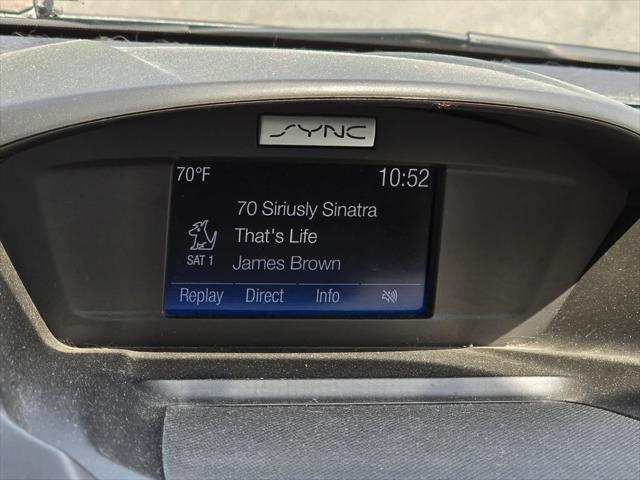 SYNC
70°F 10:52
70 Siriusly Sinatra
That's Life
SAT 1 James Brown
Replay Direct Info